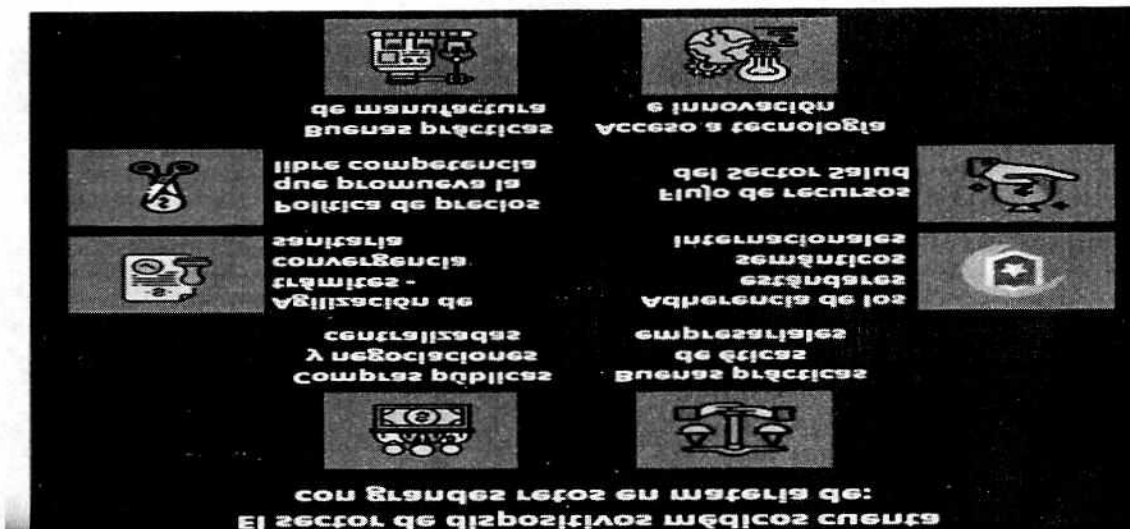 El sector de dispositivos médicos cuenta
con grandes retos en materia de:
Compras públicas
y negociaciones
centralizadas
Buenas prácticas
de éticas
empresariales
Agilización de
trámites -
convergencia
sanitaria
Adherencia de los
estándares
semánticos
internacionales
Política de precios
que promueva la
libre competencia
Flujo de recursos
del Sector Salud
Buenas prácticas
de manufactura
Acceso a tecnología
e innovación